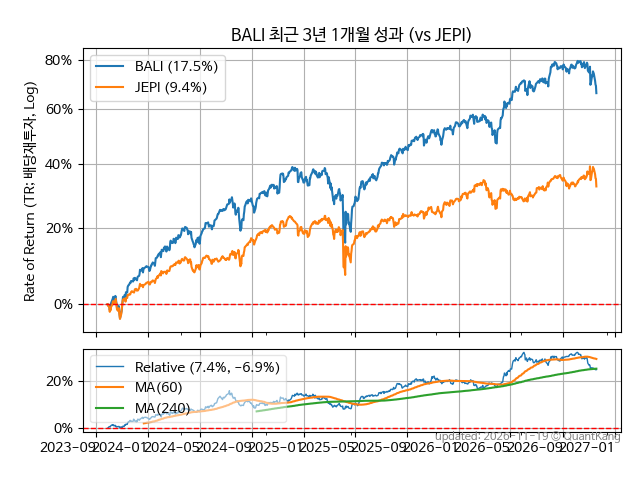 BALI 최근 3년 1개월 성과 (vs JEPI)
BALI (17.5%)
JEPI (9.4%)
80%
60%
40%
20%
0%
Rate of Return (TR: 배당재투자, Log)
Relative (7.4%, −6.9%)
MA(60)
MA(240)
20%
0%
updated: 2026-11-19 © QuantKang
2023-09 2024-01 2024-05 2024-09 2025-01 2025-05 2025-09 2026-01 2026-05 2026-09 2027-01